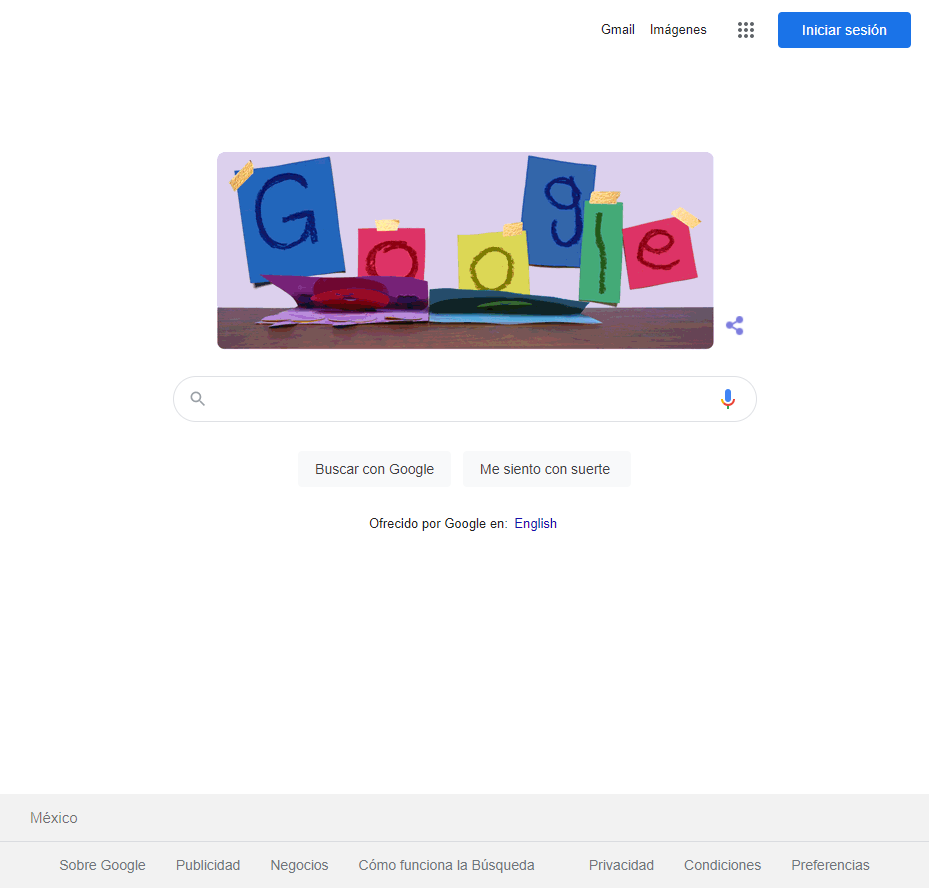 Gmail Imágenes Iniciar sesión
Google
Buscar con Google Me siento con suerte
Ofrecido por Google en: English
México
Sobre Google Publicidad Negocios Cómo funciona la Búsqueda Privacidad Condiciones Preferencias